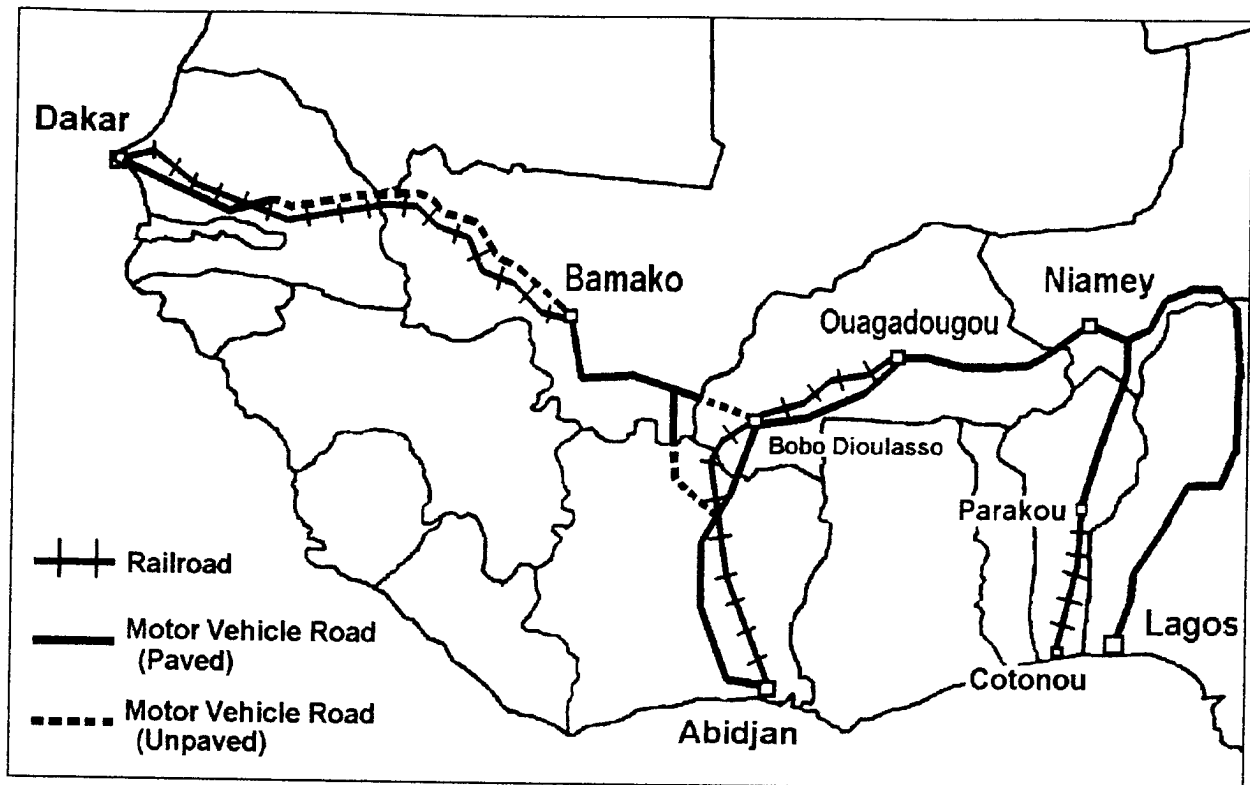 Dakar
Bamako
Niamey
Ouagadougou
Bobo Dioulasso
Parakou
Railroad
Motor Vehicle Road
(Paved)
Lagos
Cotonou
Motor Vehicle Road
(Unpaved)
Abidjan